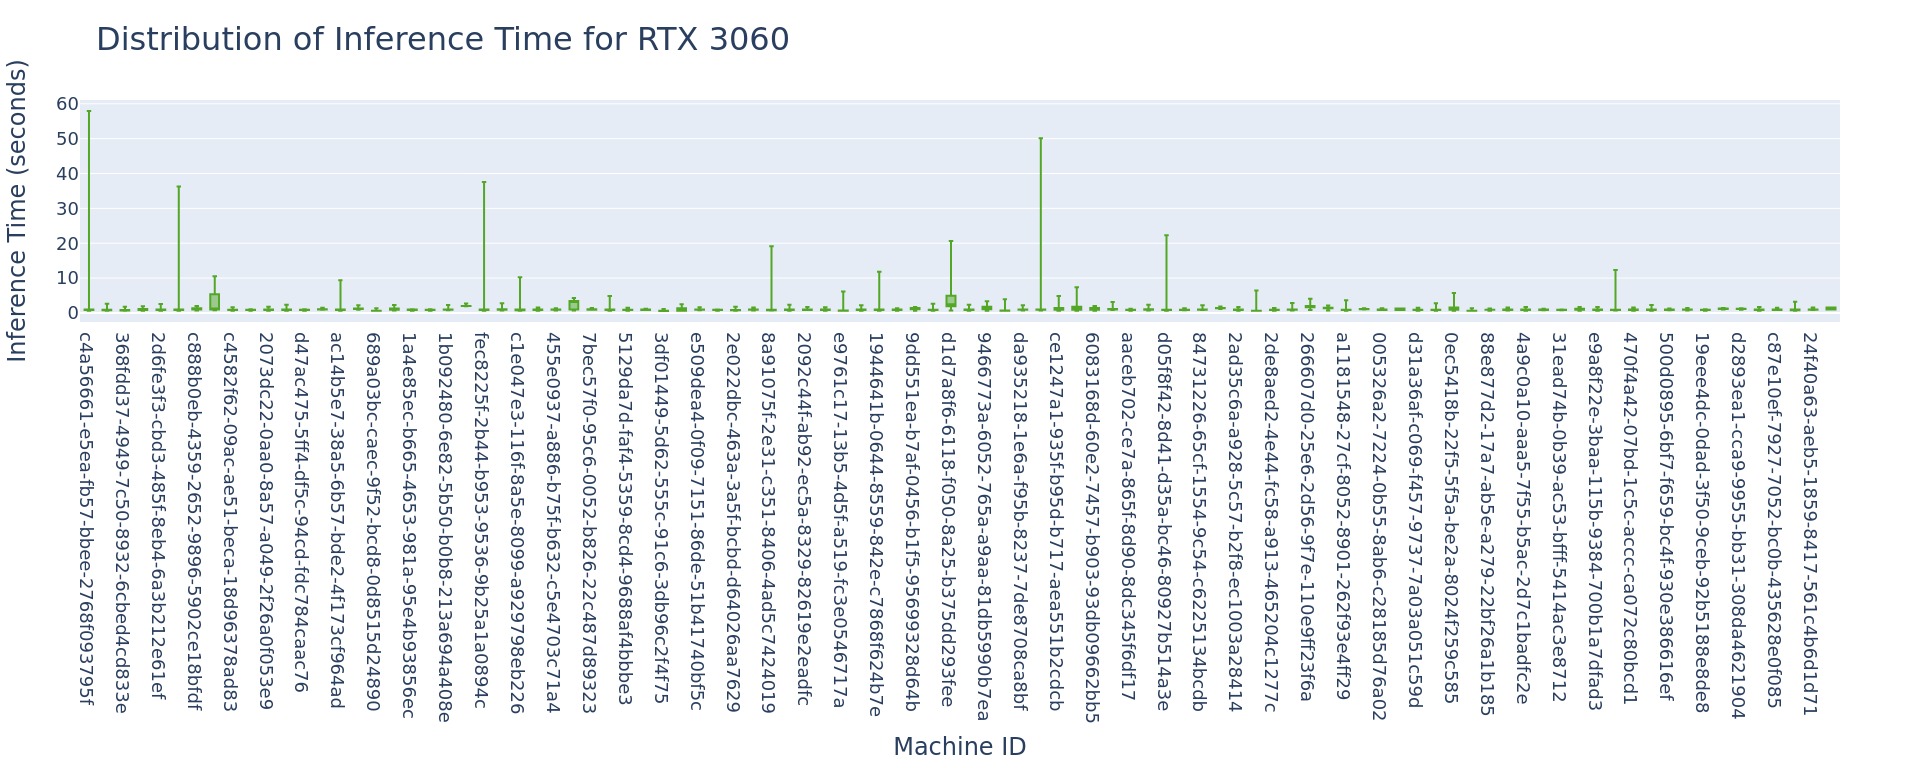 Distribution of Inference Time for RTX 3060
Inference Time (seconds)
60
50
40
30
20
10
0
c4a56661-e5ea-fb57-bbee-2768f093795f
368fdd37-4949-7c50-8932-6cbed4cd833e
2d6fe3f3-cbd3-485f-8eb4-6a3b212e61ef
c888b0eb-4359-2652-9896-5902ce18bfdf
c4582f62-09ac-ae51-beca-18d96378ad83
2073dc22-0aa0-8a57-a049-2f26a0f053e9
d47ac475-5ff4-df5c-94cd-fdc784caac76
ac14b5e7-38a5-6b57-bde2-4f173cf964ad
689a03bc-caec-9f52-bcd8-0d8515d24890
1a4e85ec-b665-4653-981a-95e4b93856ec
1b092480-6e82-5b50-b0b8-213a694a408e
fec8225f-2b44-b953-9536-9b25a1a0894c
c1e047e3-116f-8a5e-8099-a929798eb226
455e0937-a886-b75f-b632-c5e4703c71a4
7bec57f0-95c6-0052-b826-22c487d89323
5129da7d-faf4-5359-8cd4-9688af4bbbe3
3df01449-5d62-555c-91c6-3db96c2f4f75
e509dea4-0f09-7151-86de-51b41740bf5c
2e022dbc-463a-3a5f-bcbd-d64026aa7629
8a91075f-2e31-c351-8406-4ad5c7424019
2092c44f-ab92-ec5a-8329-82619e2eadfc
e9761c17-13b5-4d5f-a519-fc3e0546717a
1944641b-0644-8559-842e-c7868f624b7e
9dd551ea-b7af-0456-b1f5-95699328d64b
d1d7a8f6-6118-f050-8a25-b375dd293fee
9466773a-6052-765a-a9aa-81db5990b7ea
da935218-1e6a-f95b-8237-7de8708ca8bf
ce1247a1-935f-b95d-b717-aea551b2cdcb
6083168d-60e2-7457-b903-93db09662bb5
aaceb702-ce7a-865f-8d90-8dc345f6df17
d05f8f42-8d41-d35a-bc46-80927b514a3e
84731226-65cf-1554-9c54-6225134bcdb
2ad35c6a-a928-5c57-b2f8-ec1003a28414
2de8aed2-4e44-fc58-a913-465204c1277c
266607d0-25e6-2d56-9f7e-110e9ff23f6a
a1181548-27cf-8052-8901-262f93e4ff29
005326a2-7224-0b55-8ab6-c28185d76a02
d31a36af-c069-f457-9737-7a03a051c59d
0ec5418b-22f5-5f5a-be2a-8024f259c585
88e877d2-17a7-ab5e-a279-22bf26a1b185
4a9c0a10-aaa5-7f55-b5ac-2d7c1badfc2e
31ead74b-0b39-ac53-bfff-5414ac3e8712
e9a8f22e-3baa-115b-9384-700b1a7dfad3
470f4a42-07bd-1c5c-accc-ca072c80bcd1
500d0895-6bf7-f659-bc4f-930e386616ef
19eee4dc-0dad-3f50-9ceb-92b5188e8de8
d2893ea1-cca9-9955-bb31-308da4621904
c87e10ef-7927-7052-bc0b-435628e0f085
24f40a63-aeb5-1859-8417-561c4b6d1d71
Machine ID